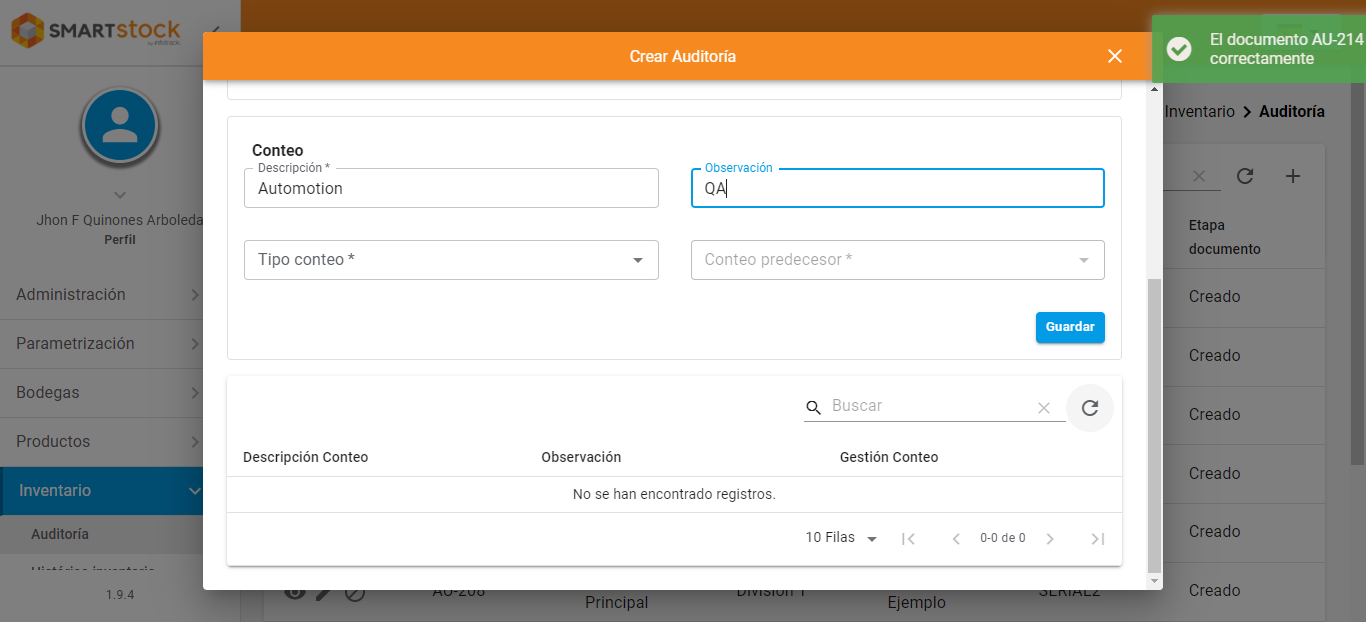 SMARTstock
by infotrack
Crear Auditoría
El documento AU-214
correctamente
Inventario > Auditoría
Jhon F Quinones Arboleda
Perfil
Administración
Parametrización
Bodegas
Productos
Inventario
Auditoría
Histórico inventario
1.9.4
Conteo
Descripción *
Automotion
Observación
QA
Tipo conteo *
Conteo predecesor *
Guardar
Buscar
Descripción Conteo
Observación
Gestión Conteo
No se han encontrado registros.
10 Filas
0-0 de 0
Etapa
documento
Creado
Creado
Creado
Creado
Creado
Creado
AU-208
Principal
División 1
Ejemplo
SERIAL2